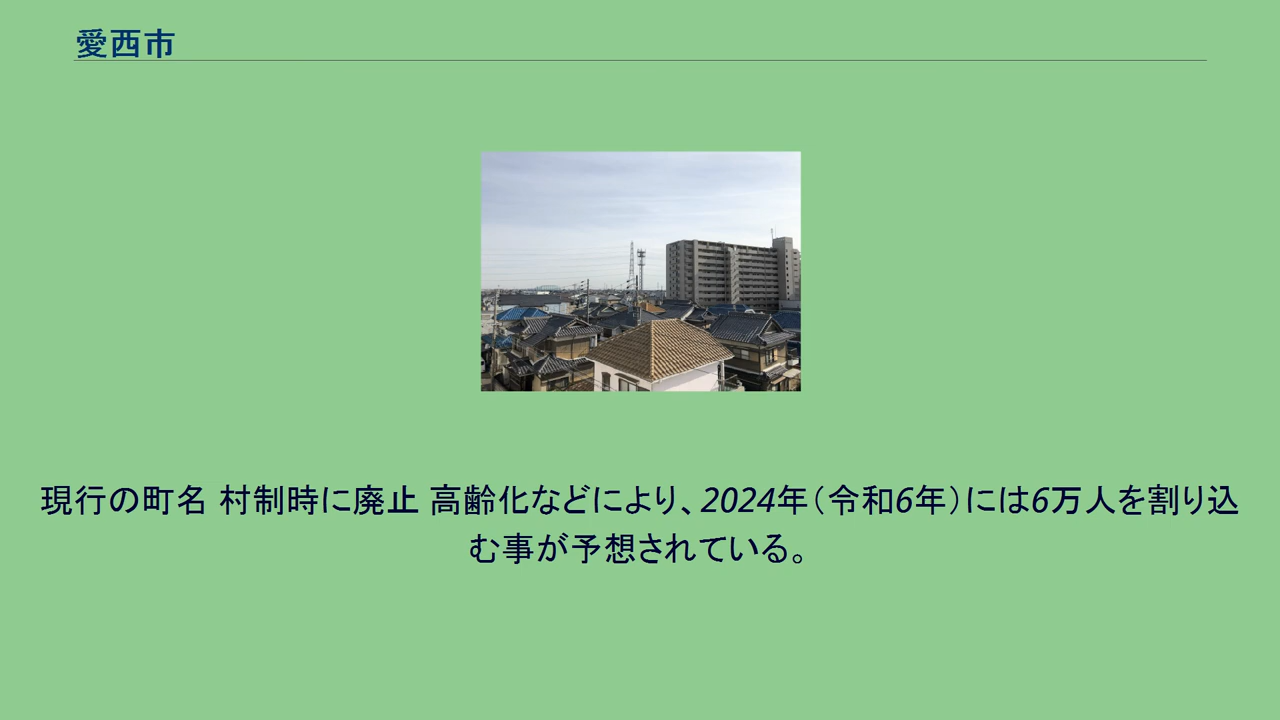 愛西市
現行の町名 村制時に廃止 高齢化などにより、2024年（令和6年）には6万人を割り込
む事が予想されている。